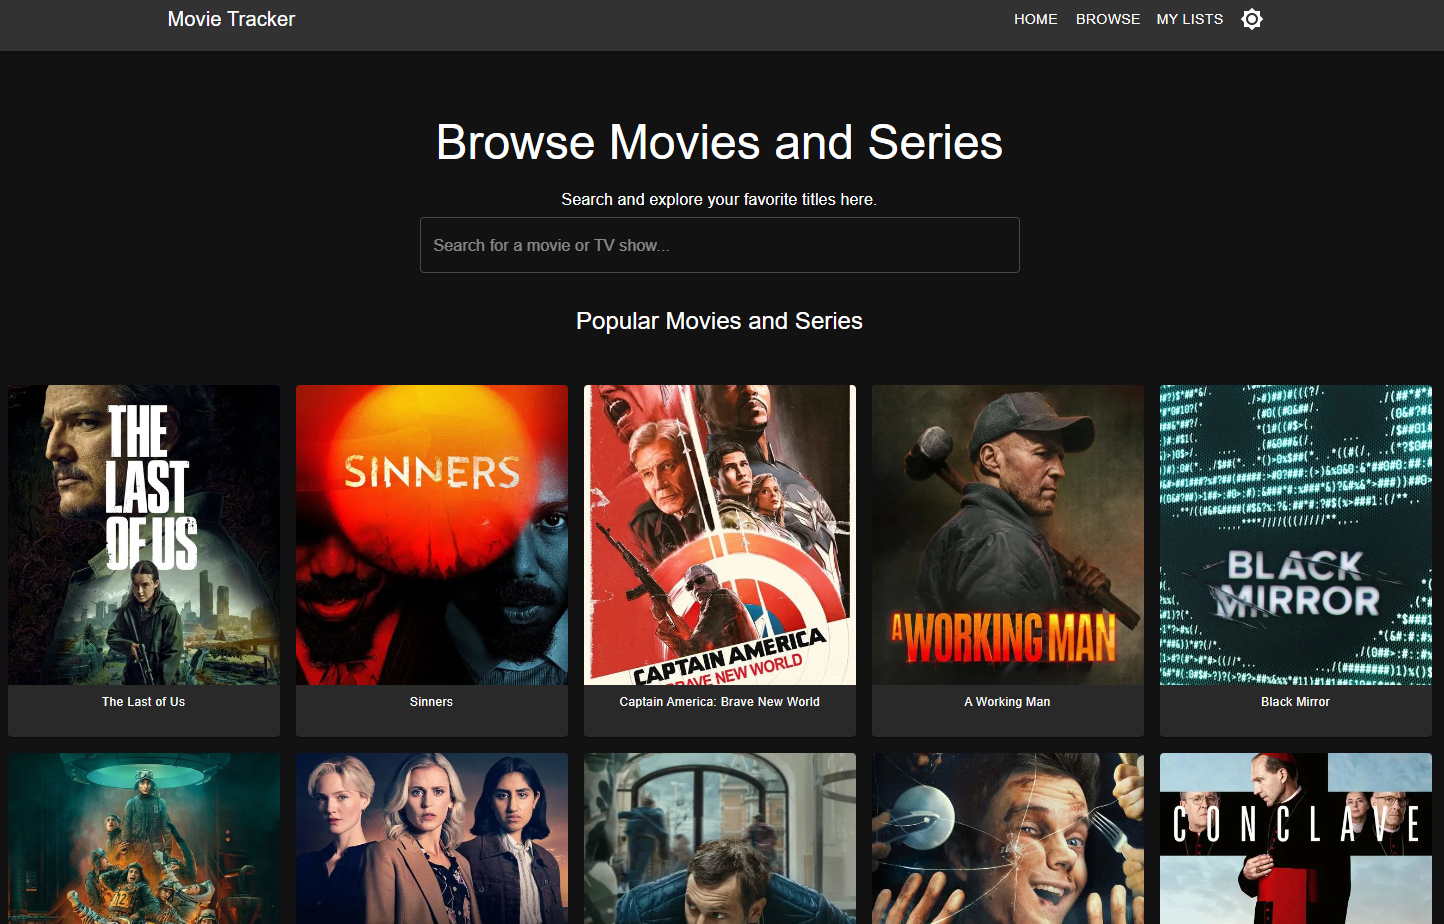 Movie Tracker
HOME BROWSE MY LISTS
Browse Movies and Series
Search and explore your favorite titles here.
Search for a movie or TV show...
Popular Movies and Series
THE
LAST
OF US
SINNERS
CAPTAIN AMERICA
BRAVE NEW WORLD
A WORKING MAN
BLACK
MIRROR
The Last of Us
Sinners
Captain America: Brave New World
A Working Man
Black Mirror
CONCLAVE